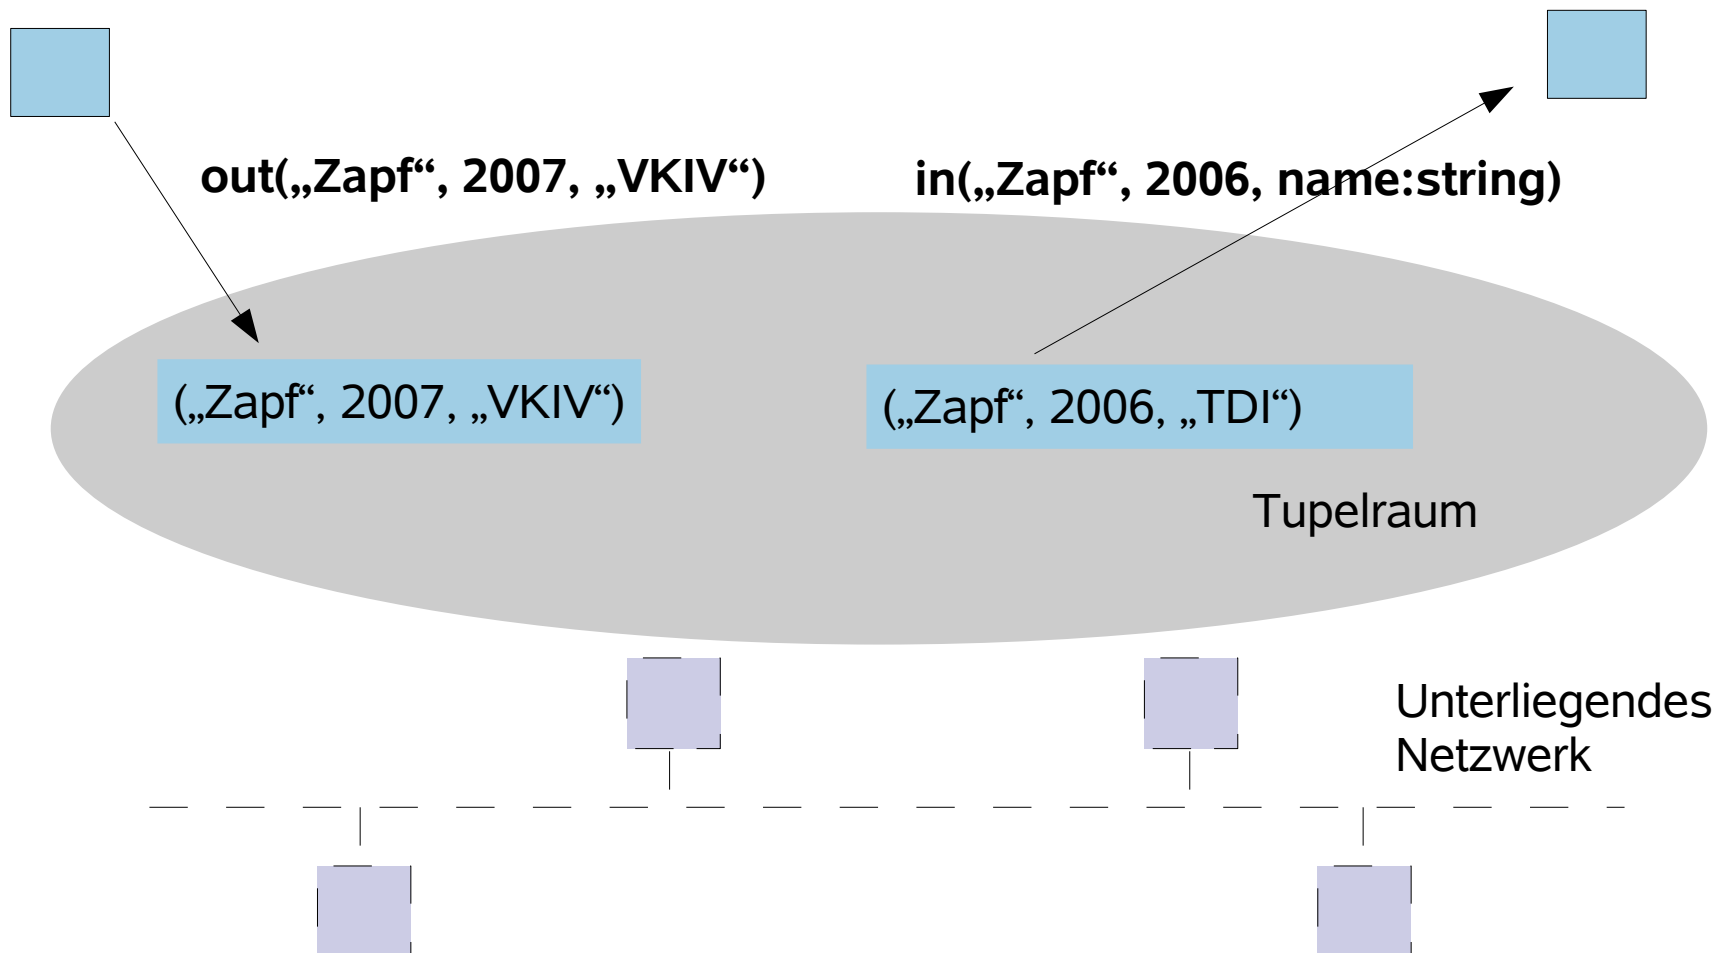 out(„Zapf“, 2007, „VKIV“)
in(„Zapf“, 2006, name:string)
(„Zapf“, 2007, „VKIV“)
(„Zapf“, 2006, „TDI“)
Tupelraum
Unterliegendes
Netzwerk